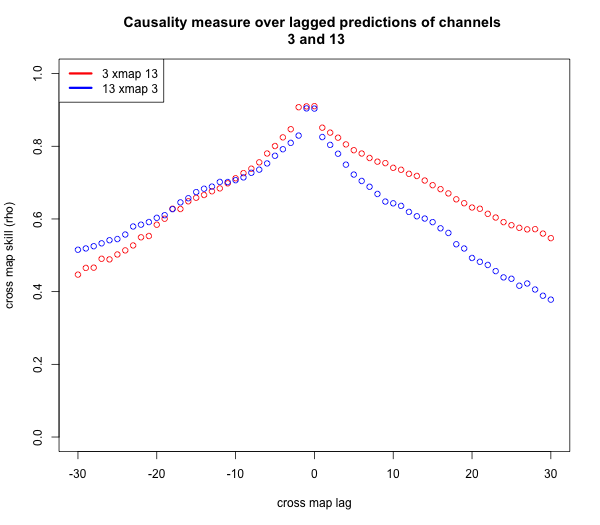 Causality measure over lagged predictions of channels
3 and 13
3 xmap 13
13 xmap 3
cross map skill (rho)
1.0
0.8
0.6
0.4
0.2
0.0
-30 -20 -10 0 10 20 30
cross map lag